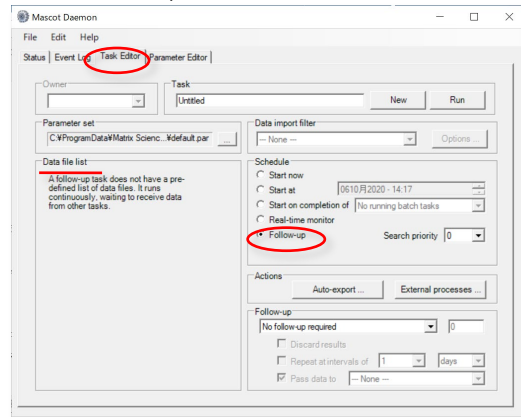 Mascot Daemon
File Edit Help
Status Event Log Task Editor Parameter Editor
Owner
Task
Untitled
New
Run
Parameter set
C:¥ProgramData¥Matrix Scienc...¥default.par
...
Data import filter
-- None --
Options ...
Data file list
A follow-up task does not have a pre-
defined list of data files. It runs
continuously, waiting to receive data
from other tasks.
Schedule
Start now
Start at 0610月2020 - 14:17
Start on completion of No running batch tasks
Real-time monitor
Follow-up
Search priority 0
Actions
Auto-export ...
External processes ...
Follow-up
No follow-up required 0
Discard results
Repeat at intervals of 1 days
Pass data to -- None --